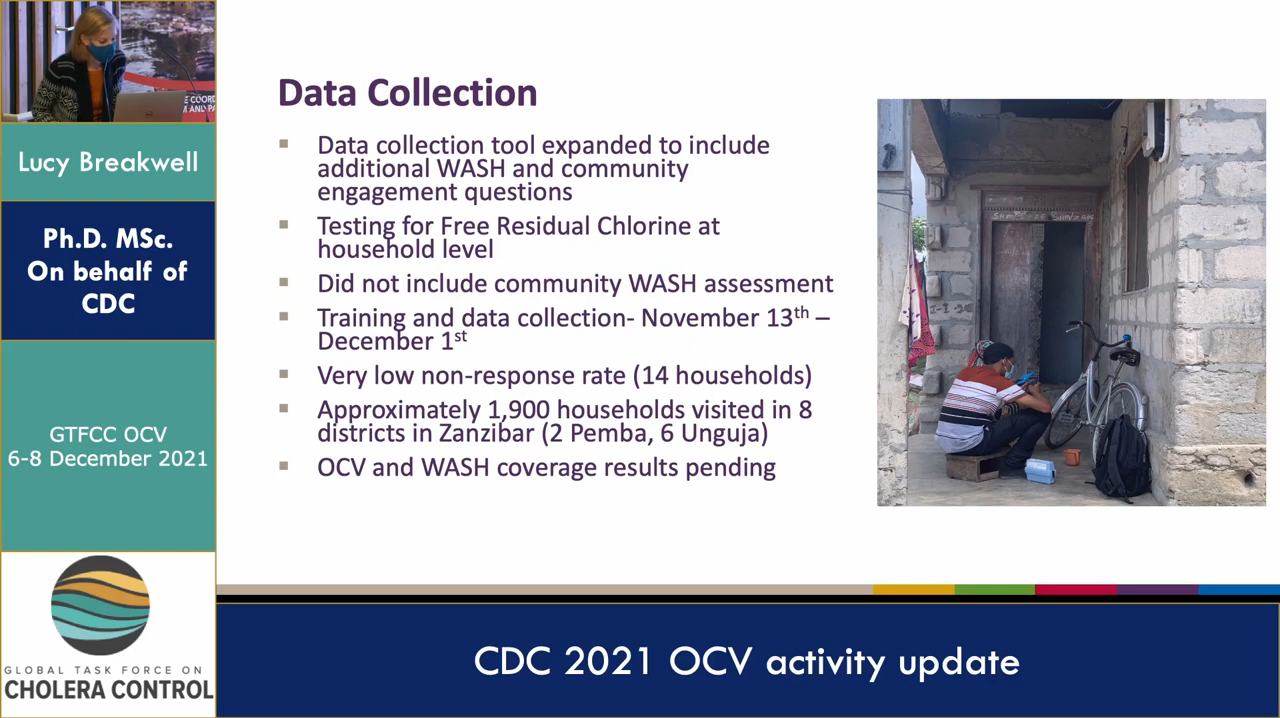 E COORD
M AND PA
Lucy Breakwell
Ph.D. MSc.
On behalf of
CDC
GTFCC OCV
6-8 December 2021
GLOBAL TASK FORCE ON
CHOLERA CONTROL
Data Collection
▪ Data collection tool expanded to include
additional WASH and community
engagement questions
▪ Testing for Free Residual Chlorine at
household level
▪ Did not include community WASH assessment
▪ Training and data collection- November 13th –
December 1st
▪ Very low non-response rate (14 households)
▪ Approximately 1,900 households visited in 8
districts in Zanzibar (2 Pemba, 6 Unguja)
▪ OCV and WASH coverage results pending
CDC 2021 OCV activity update